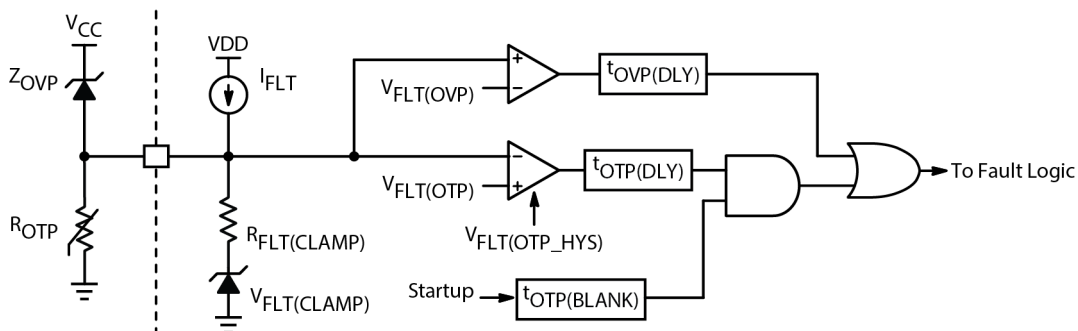 VCC
ZOVP
VDD
IFLT
VFLT(OVP)
+
−
tOVP(DLY)
VFLT(OTP)
−
+
tOTP(DLY)
To Fault Logic
ROTP
RFLT(CLAMP)
VFLT(OTP_HYS)
VFLT(CLAMP)
Startup
tOTP(BLANK)